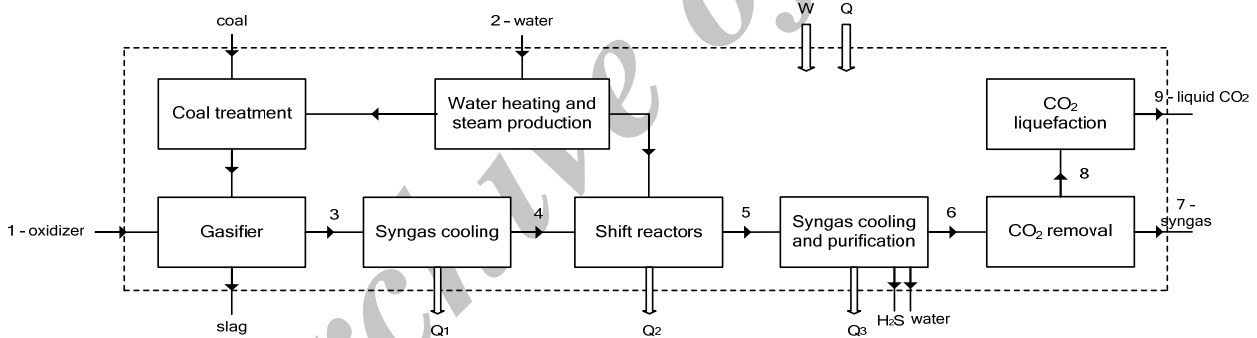 coal
2 - water
W
Q
Coal treatment
Water heating and
steam production
CO₂
liquefaction
9 - liquid CO₂
8
1 - oxidizer
Gasifier
3
Syngas cooling
4
Shift reactors
5
Syngas cooling
and purification
6
CO₂ removal
7 -
syngas
slag
Q₁
Q₂
Q₃
H₂S
water